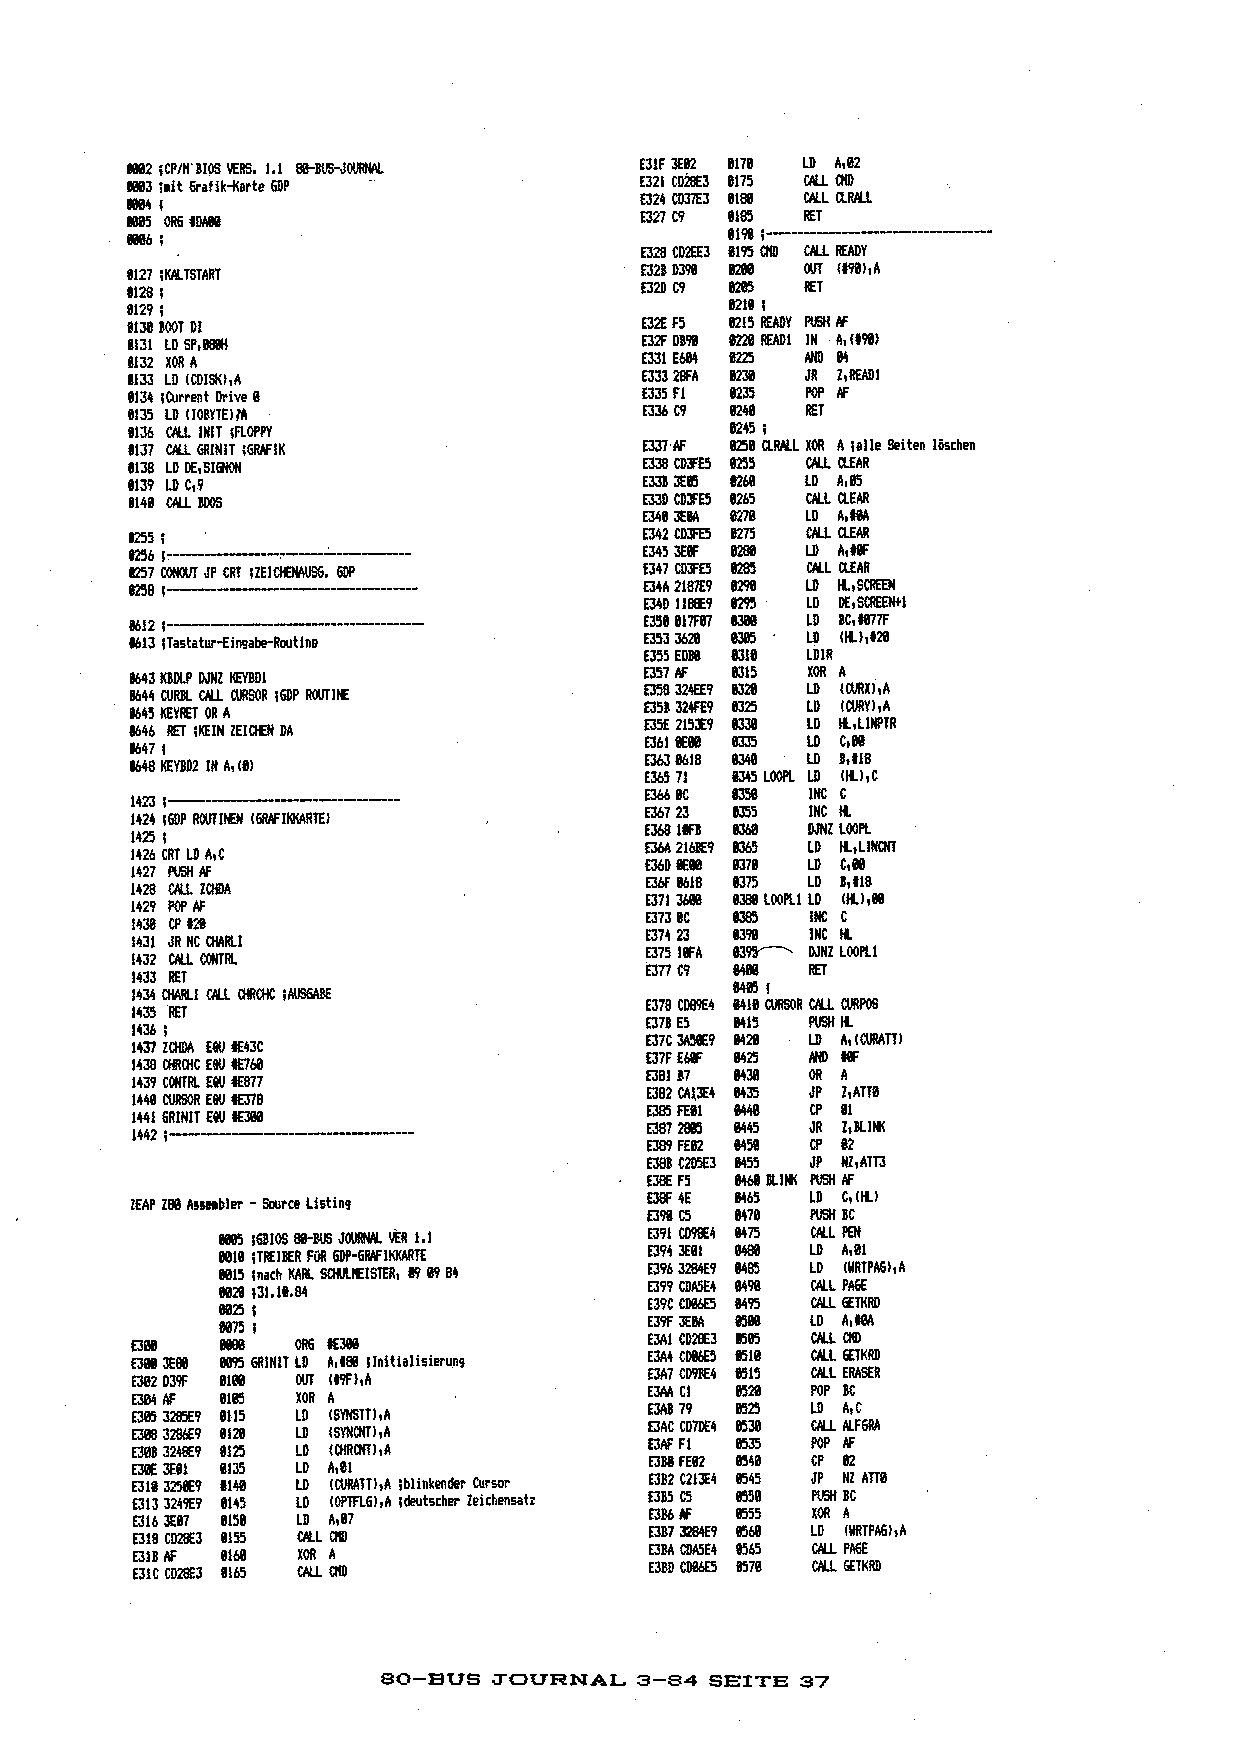 0002 ;CP/M BIOS VERS. 1.1  80-BUS-JOURNAL
0003 ;mit Grafik-Karte GDP
0004 ;
0005  ORG #DA00
0006 ;
0127 ;KALTSTART
0128 ;
0129 ;
0130 BOOT DI
0131  LD SP,080H
0132  XOR A
0133  LD (CDISK),A
0134 ;Current Drive 0
0135  LD (IOBYTE),A
0136  CALL INIT ;FLOPPY
0137  CALL GRINIT ;GRAFIK
0138  LD DE,SIGNON
0139  LD C,9
0140  CALL BDOS
0255 ;
0256 ;-----------------------------------
0257 CONOUT JP CRT ;ZEICHENAUSG. GDP
0258 ;-----------------------------------
0612 ;-----------------------------------
0613 ;Tastatur-Eingabe-Routine
0643 KBDLP DJNZ KEYBD1
0644 CURBL CALL CURSOR ;GDP ROUTINE
0645 KEYRET OR A
0646  RET ;KEIN ZEICHEN DA
0647 ;
0648 KEYBD2 IN A,(0)
1423 ;-----------------------------------
1424 ;GDP ROUTINEN (GRAFIKKARTE)
1425 ;
1426 CRT LD A,C
1427  PUSH AF
1428  CALL ZCHDA
1429  POP AF
1430  CP #20
1431  JR NC CHARLI
1432  CALL CONTRL
1433  RET
1434 CHARLI CALL CHRCHC ;AUSGABE
1435  RET
1436 ;
1437 ZCHDA  EQU #E43C
1438 CHRCHC EQU #E760
1439 CONTRL EQU #E877
1440 CURSOR EQU #E378
1441 GRINIT EQU #E300
1442 ;-----------------------------------
ZEAP Z80 Assembler - Source Listing
0005 ;GBIOS 80-BUS JOURNAL VER 1.1
0010 ;TREIBER FÜR GDP-GRAFIKKARTE
0015 ;nach KARL SCHULMEISTER, 09 09 84
0020 ;31.10.84
0025 ;
0075 ;
E300 0080 ORG #E300
E300 3E80 0095 GRINIT LD A,#80 ;Initialisierung
E302 D39F 0100 OUT (#9F),A
E304 AF 0105 XOR A
E305 3285E9 0115 LD (SYNSTT),A
E308 3286E9 0120 LD (SYNCNT),A
E30B 3248E9 0125 LD (CHRCNT),A
E30E 3E01 0135 LD A,01
E310 3250E9 0140 LD (CURATT),A ;blinkender Cursor
E313 3249E9 0145 LD (OPTFLG),A ;deutscher Zeichensatz
E316 3E07 0150 LD A,07
E318 CD28E3 0155 CALL CMD
E31B AF 0160 XOR A
E31C CD28E3 0165 CALL CMD
E31F 3E02 0170 LD A,02
E321 CD28E3 0175 CALL CMD
E324 CD37E3 0180 CALL CLRALL
E327 C9 0185 RET
0190 ;-----------------------------------
E328 CD2EE3 0195 CMD CALL READY
E32B D390 0200 OUT (#90),A
E32D C9 0205 RET
0210 ;
E32E F5 0215 READY PUSH AF
E32F DB90 0220 READ1 IN A,(#90)
E331 E604 0225 AND 04
E333 28FA 0230 JR Z,READ1
E335 F1 0235 POP AF
E336 C9 0240 RET
0245 ;
E337 AF 0250 CLRALL XOR A ;alle Seiten löschen
E338 CD3FE5 0255 CALL CLEAR
E33B 3E05 0260 LD A,05
E33D CD3FE5 0265 CALL CLEAR
E340 3E0A 0270 LD A,#0A
E342 CD3FE5 0275 CALL CLEAR
E345 3E0F 0280 LD A,#0F
E347 CD3FE5 0285 CALL CLEAR
E34A 2187E9 0290 LD HL,SCREEN
E34D 1188E9 0295 LD DE,SCREEN+1
E350 017F07 0300 LD BC,#077F
E353 3620 0305 LD (HL),#20
E355 EDB0 0310 LDIR
E357 AF 0315 XOR A
E358 324EE9 0320 LD (CURX),A
E35B 324FE9 0325 LD (CURY),A
E35E 2153E9 0330 LD HL,LINPTR
E361 0E00 0335 LD C,00
E363 0618 0340 LD B,#18
E365 71 0345 LOOPL LD (HL),C
E366 0C 0350 INC C
E367 23 0355 INC HL
E368 10FB 0360 DJNZ LOOPL
E36A 216BE9 0365 LD HL,LINCNT
E36D 0E00 0370 LD C,00
E36F 0618 0375 LD B,#18
E371 3600 0380 LOOPL1 LD (HL),00
E373 0C 0385 INC C
E374 23 0390 INC HL
E375 10FA 0395 DJNZ LOOPL1
E377 C9 0400 RET
0405 ;
E378 CD89E4 0410 CURSOR CALL CURPOS
E37B E5 0415 PUSH HL
E37C 3A50E9 0420 LD A,(CURATT)
E37F E60F 0425 AND #0F
E381 B7 0430 OR A
E382 CA13E4 0435 JP Z,ATT0
E385 FE01 0440 CP 01
E387 2805 0445 JR Z,BLINK
E389 FE02 0450 CP 02
E38B C2D5E3 0455 JP NZ,ATT3
E38E F5 0460 BLINK PUSH AF
E38F 4E 0465 LD C,(HL)
E390 C5 0470 PUSH BC
E391 CD98E4 0475 CALL PEN
E394 3E01 0480 LD A,01
E396 3284E9 0485 LD (WRTPAG),A
E399 CDA5E4 0490 CALL PAGE
E39C CD06E5 0495 CALL GETKRD
E39F 3E0A 0500 LD A,#0A
E3A1 CD28E3 0505 CALL CMD
E3A4 CD06E5 0510 CALL GETKRD
E3A7 CD9BE4 0515 CALL ERASER
E3AA C1 0520 POP BC
E3AB 79 0525 LD A,C
E3AC CD7DE4 0530 CALL ALFGRA
E3AF F1 0535 POP AF
E3B0 FE02 0540 CP 02
E3B2 C213E4 0545 JP NZ ATT0
E3B5 C5 0550 PUSH BC
E3B6 AF 0555 XOR A
E3B7 3284E9 0560 LD (WRTPAG),A
E3BA CDA5E4 0565 CALL PAGE
E3BD CD06E5 0570 CALL GETKRD
80-BUS JOURNAL 3-84 SEITE 37